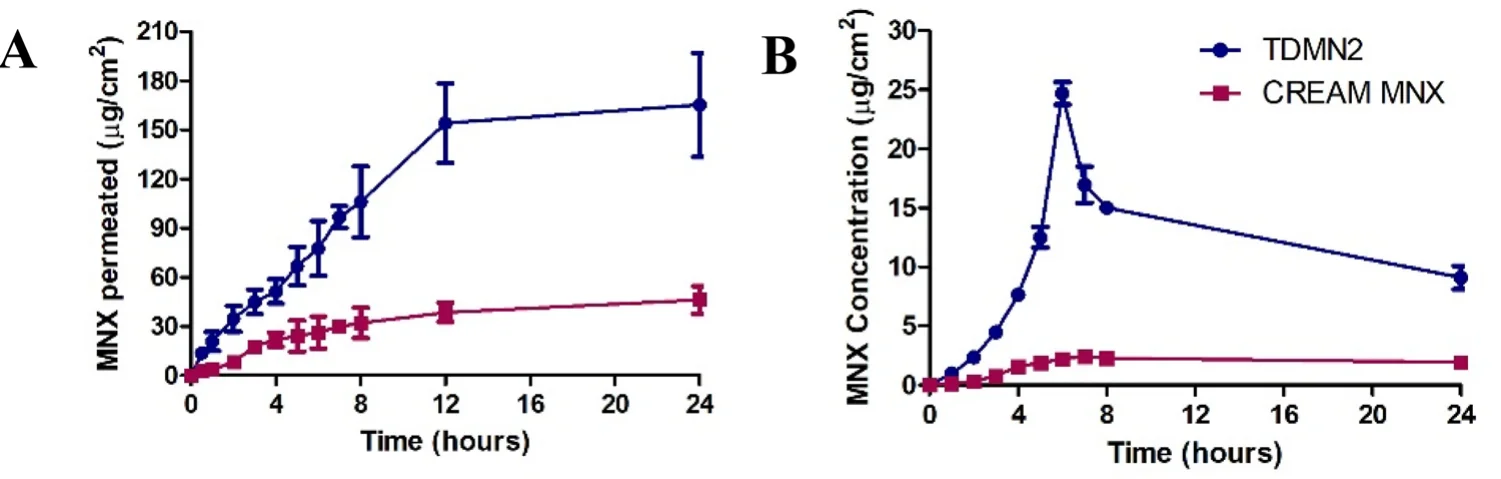 A
MNX permeated (μg/cm²)
210
180
150
120
90
60
30
0
0 4 8 12 16 20 24
Time (hours)
B
MNX Concentration (μg/cm²)
30
25
20
15
10
5
0
0 4 8 12 16 20 24
Time (hours)
TDMN2
CREAM MNX